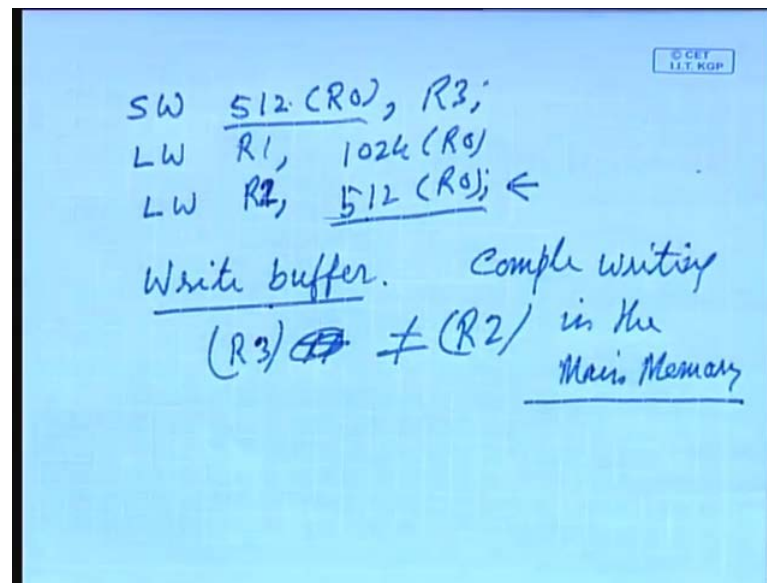 © CET
I.I.T. KGP
SW 512 (R0), R3;
LW R1, 1024 (R0)
LW R2, 512 (R0); ←
Write buffer. Comple writing
(R3) ≠ (R2) in the
Main Memory